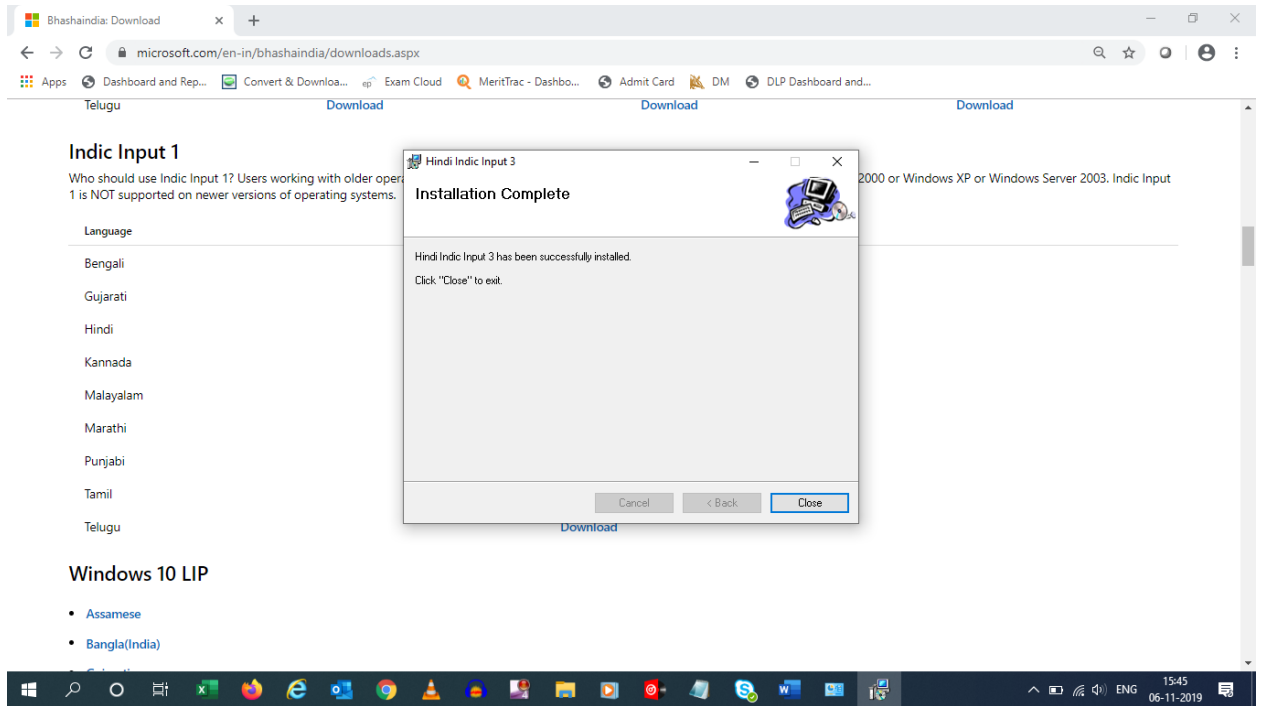 Bhashaindia: Download
microsoft.com/en-in/bhashaindia/downloads.aspx
Apps Dashboard and Rep... Convert & Downloa... Exam Cloud MeritTrac - Dashbo... Admit Card DM DLP Dashboard and...
Telugu Download Download Download
Indic Input 1
Who should use Indic Input 1? Users working with older opera 2000 or Windows XP or Windows Server 2003. Indic Input
1 is NOT supported on newer versions of operating systems.
Language
Bengali
Gujarati
Hindi
Kannada
Malayalam
Marathi
Punjabi
Tamil
Telugu Download
Hindi Indic Input 3
Installation Complete
Hindi Indic Input 3 has been successfully installed.
Click "Close" to exit.
Cancel < Back Close
Windows 10 LIP
Assamese
Bangla(India)
ENG
15:45
06-11-2019